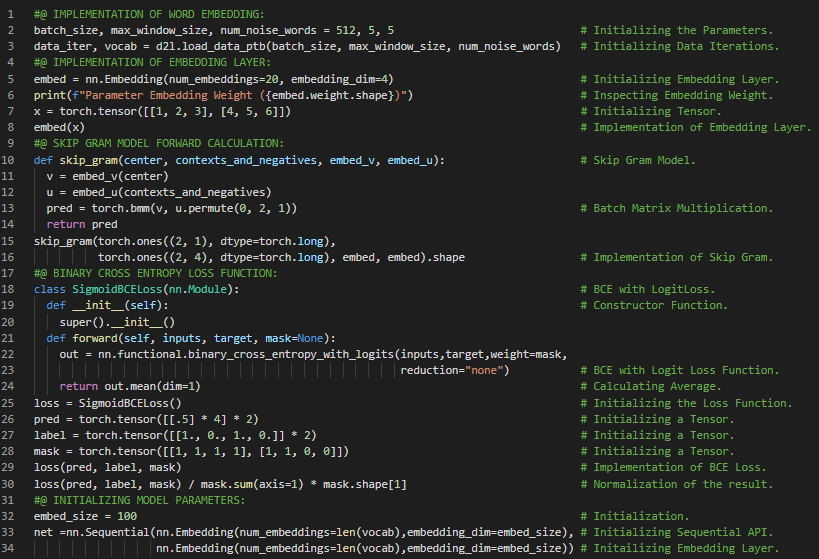 1 #@ IMPLEMENTATION OF WORD EMBEDDING:
2 batch_size, max_window_size, num_noise_words = 512, 5, 5 # Initializing the Parameters.
3 data_iter, vocab = d2l.load_data_ptb(batch_size, max_window_size, num_noise_words) # Initializing Data Iterations.
4 #@ IMPLEMENTATION OF EMBEDDING LAYER:
5 embed = nn.Embedding(num_embeddings=20, embedding_dim=4) # Initializing Embedding Layer.
6 print(f"Parameter Embedding Weight ({embed.weight.shape})") # Inspecting Embedding Weight.
7 x = torch.tensor([[1, 2, 3], [4, 5, 6]]) # Initializing Tensor.
8 embed(x) # Implementation of Embedding Layer.
9 #@ SKIP GRAM MODEL FORWARD CALCULATION:
10 def skip_gram(center, contexts_and_negatives, embed_v, embed_u): # Skip Gram Model.
11 v = embed_v(center)
12 u = embed_u(contexts_and_negatives)
13 pred = torch.bmm(v, u.permute(0, 2, 1)) # Batch Matrix Multiplication.
14 return pred
15 skip_gram(torch.ones((2, 1), dtype=torch.long),
16 torch.ones((2, 4), dtype=torch.long), embed, embed).shape # Implementation of Skip Gram.
17 #@ BINARY CROSS ENTROPY LOSS FUNCTION:
18 class SigmoidBCELoss(nn.Module): # BCE with LogitLoss.
19 def __init__(self): # Constructor Function.
20 super().__init__()
21 def forward(self, inputs, target, mask=None):
22 out = nn.functional.binary_cross_entropy_with_logits(inputs,target,weight=mask,
23 reduction="none") # BCE with Logit Loss Function.
24 return out.mean(dim=1) # Calculating Average.
25 loss = SigmoidBCELoss() # Initializing the Loss Function.
26 pred = torch.tensor([[.5] * 4] * 2) # Initializing a Tensor.
27 label = torch.tensor([[1., 0., 1., 0.]] * 2) # Initializing a Tensor.
28 mask = torch.tensor([[1, 1, 1, 1], [1, 1, 0, 0]]) # Initializing a Tensor.
29 loss(pred, label, mask) # Implementation of BCE Loss.
30 loss(pred, label, mask) / mask.sum(axis=1) * mask.shape[1] # Normalization of the result.
31 #@ INITIALIZING MODEL PARAMETERS:
32 embed_size = 100 # Initialization.
33 net =nn.Sequential(nn.Embedding(num_embeddings=len(vocab),embedding_dim=embed_size), # Initializing Sequential API.
34 nn.Embedding(num_embeddings=len(vocab),embedding_dim=embed_size)) # Initailizing Embedding Layer.